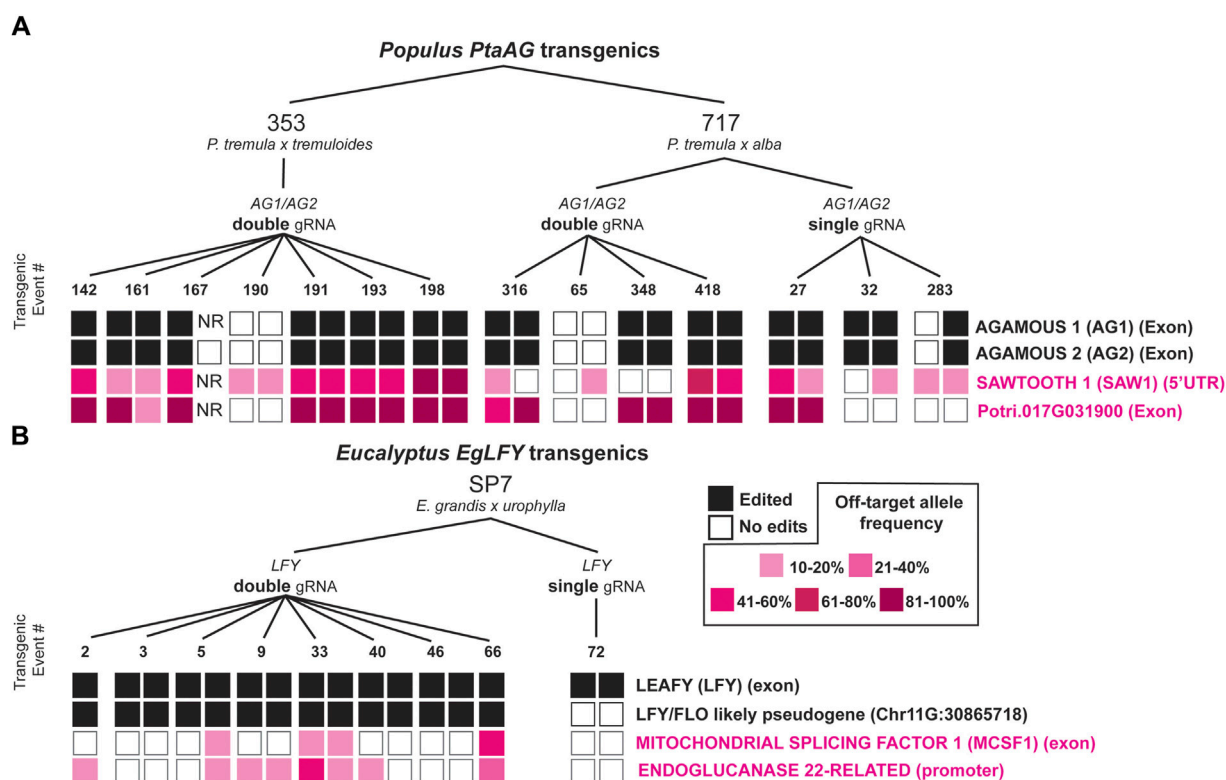 A
Populus PtaAG transgenics
353
P. tremula x tremuloides
717
P. tremula x alba
AG1/AG2
double gRNA
AG1/AG2
double gRNA
AG1/AG2
single gRNA
Transgenic
Event #
142 161 167 190 191 193 198 316 65 348 418 27 32 283
NR
AGAMOUS 1 (AG1) (Exon)
AGAMOUS 2 (AG2) (Exon)
NR
SAWTOOTH 1 (SAW1) (5'UTR)
NR
Potri.017G031900 (Exon)
B
Eucalyptus EgLFY transgenics
SP7
E. grandis x urophylla
Edited
No edits
Off-target allele
frequency
10-20% 21-40%
41-60% 61-80% 81-100%
LFY
double gRNA
LFY
single gRNA
Transgenic
Event #
2 3 5 9 33 40 46 66 72
LEAFY (LFY) (exon)
LFY/FLO likely pseudogene (Chr11G:30865718)
MITOCHONDRIAL SPLICING FACTOR 1 (MCSF1) (exon)
ENDOGLUCANASE 22-RELATED (promoter)